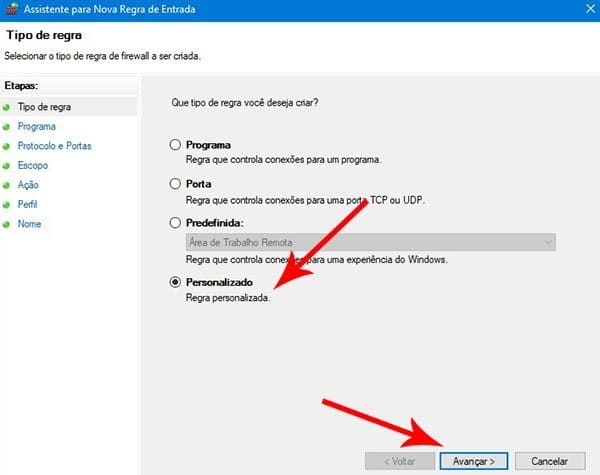 Assistente para Nova Regra de Entrada
Tipo de regra
Selecionar o tipo de regra de firewall a ser criada.
Etapas:
Tipo de regra
Programa
Protocolo e Portas
Escopo
Ação
Perfil
Nome
Que tipo de regra você deseja criar?
Programa
Regra que controla conexões para um programa.
Porta
Regra que controla conexões para uma porta TCP ou UDP.
Predefinida:
Área de Trabalho Remota
Regra que controla conexões para uma experiência do Windows.
Personalizado
Regra personalizada.
< Voltar
Avançar >
Cancelar